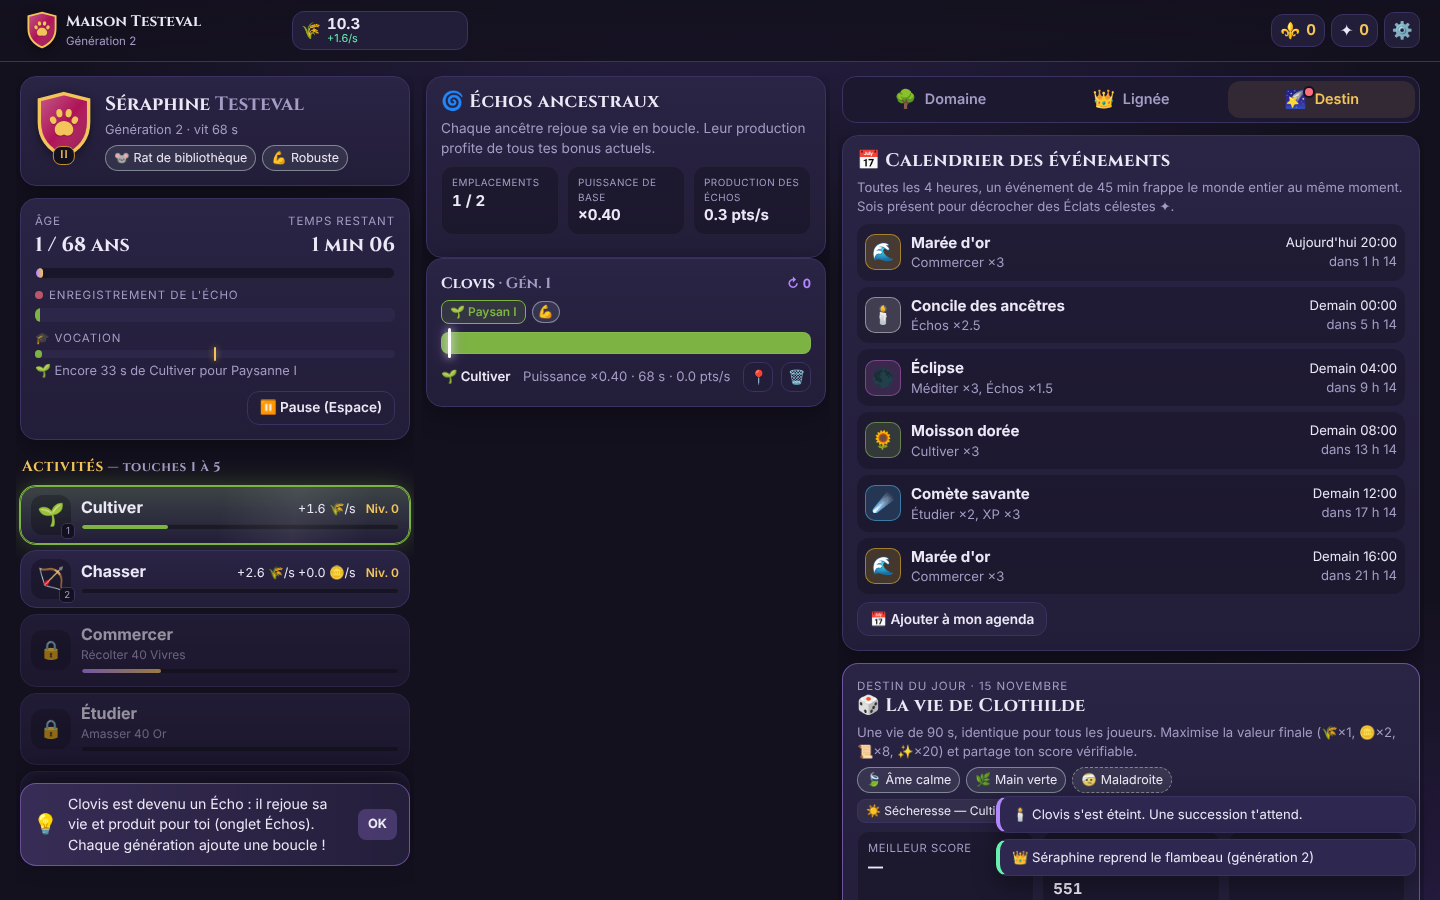 Maison Testeval
Génération 2
10.3
+1.6/s
0
0
Séraphine Testeval
Génération 2 · vit 68 s
II
Rat de bibliothèque
Robuste
ÂGE
TEMPS RESTANT
1 / 68 ans
1 min 06
ENREGISTREMENT DE L'ÉCHO
VOCATION
Encore 33 s de Cultiver pour Paysanne I
Pause (Espace)
Activités — touches 1 à 5
Cultiver
+1.6 /s Niv. 0
1
Chasser
+2.6 /s +0.0 /s Niv. 0
2
Commercer
Récolter 40 Vivres
Étudier
Amasser 40 Or
Clovis est devenu un Écho : il rejoue sa
vie et produit pour toi (onglet Échos).
Chaque génération ajoute une boucle !
OK
Échos ancestraux
Chaque ancêtre rejoue sa vie en boucle. Leur production
profite de tous tes bonus actuels.
EMPLACEMENTS
1 / 2
PUISSANCE DE
BASE
×0.40
PRODUCTION DES
ÉCHOS
0.3 pts/s
Clovis · Gén. I
↻ 0
Paysan I
Cultiver Puissance ×0.40 · 68 s · 0.0 pts/s
Domaine
Lignée
Destin
Calendrier des événements
Toutes les 4 heures, un événement de 45 min frappe le monde entier au même moment.
Sois présent pour décrocher des Éclats célestes ✦.
Marée d'or
Commercer ×3
Aujourd'hui 20:00
dans 1 h 14
Concile des ancêtres
Échos ×2.5
Demain 00:00
dans 5 h 14
Éclipse
Méditer ×3, Échos ×1.5
Demain 04:00
dans 9 h 14
Moisson dorée
Cultiver ×3
Demain 08:00
dans 13 h 14
Comète savante
Étudier ×2, XP ×3
Demain 12:00
dans 17 h 14
Marée d'or
Commercer ×3
Demain 16:00
dans 21 h 14
Ajouter à mon agenda
DESTIN DU JOUR · 15 NOVEMBRE
La vie de Clothilde
Une vie de 90 s, identique pour tous les joueurs. Maximise la valeur finale (×1, ×2,
×8, ×20) et partage ton score vérifiable.
Âme calme
Main verte
Maladroite
Sécheresse — Culti
Clovis s'est éteint. Une succession t'attend.
MEILLEUR SCORE
—
Séraphine reprend le flambeau (génération 2)
551